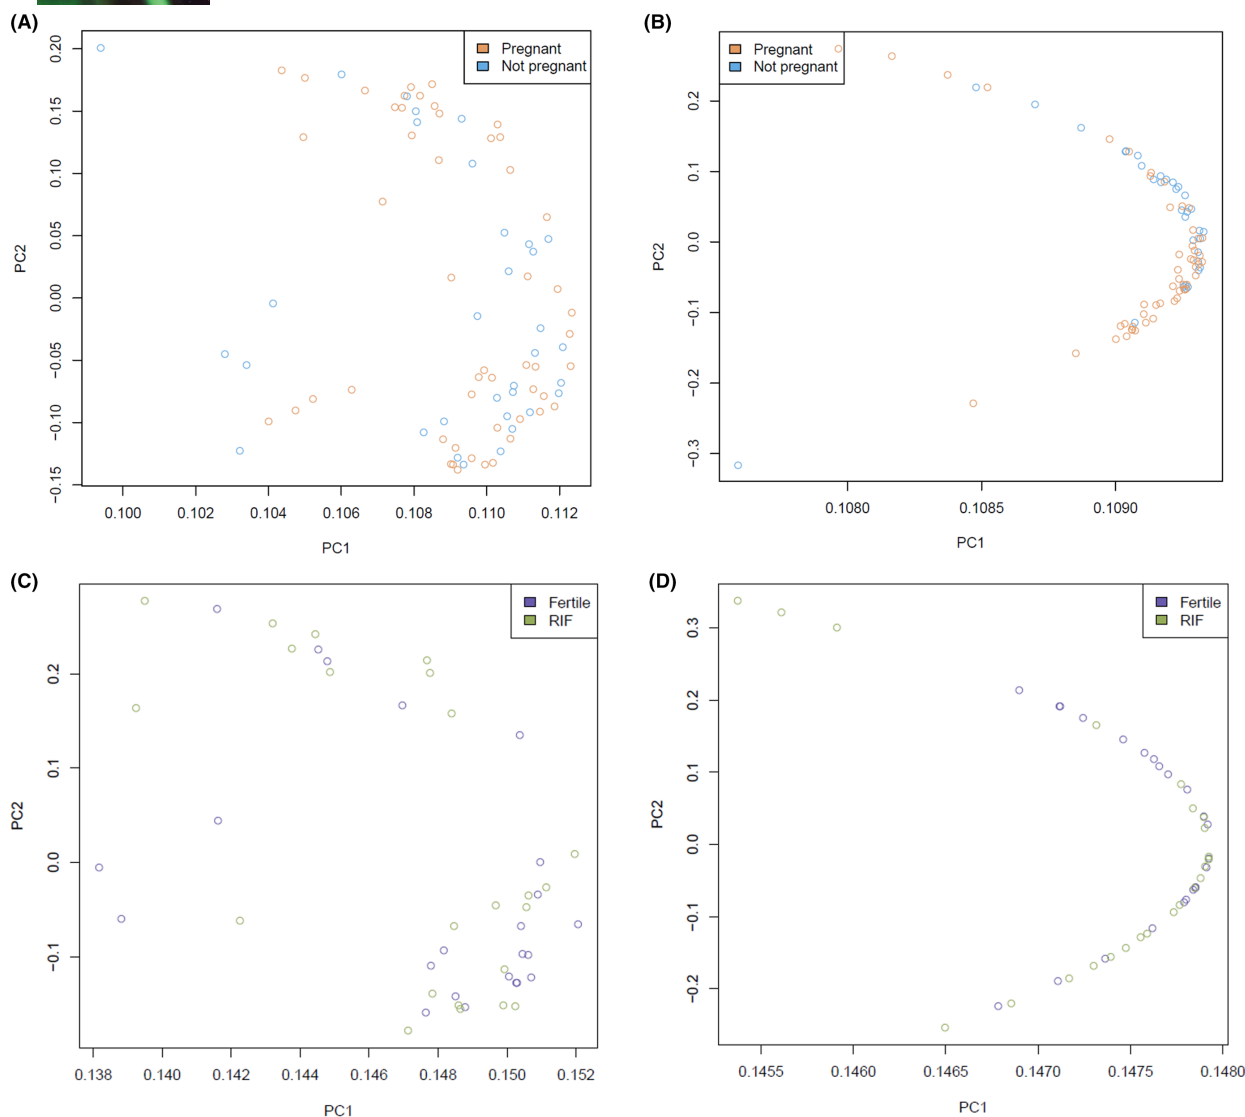 (A)
Pregnant
Not pregnant
0.20
0.15
0.10
0.05
0.00
−0.05
−0.10
−0.15
PC2
0.100 0.102 0.104 0.106 0.108 0.110 0.112
PC1
(B)
Pregnant
Not pregnant
0.2
0.1
0.0
−0.1
−0.2
−0.3
PC2
0.1080 0.1085 0.1090
PC1
(C)
Fertile
RIF
0.2
0.1
0.0
−0.1
PC2
0.138 0.140 0.142 0.144 0.146 0.148 0.150 0.152
PC1
(D)
Fertile
RIF
0.3
0.2
0.1
0.0
−0.1
−0.2
PC2
0.1455 0.1460 0.1465 0.1470 0.1475 0.1480
PC1